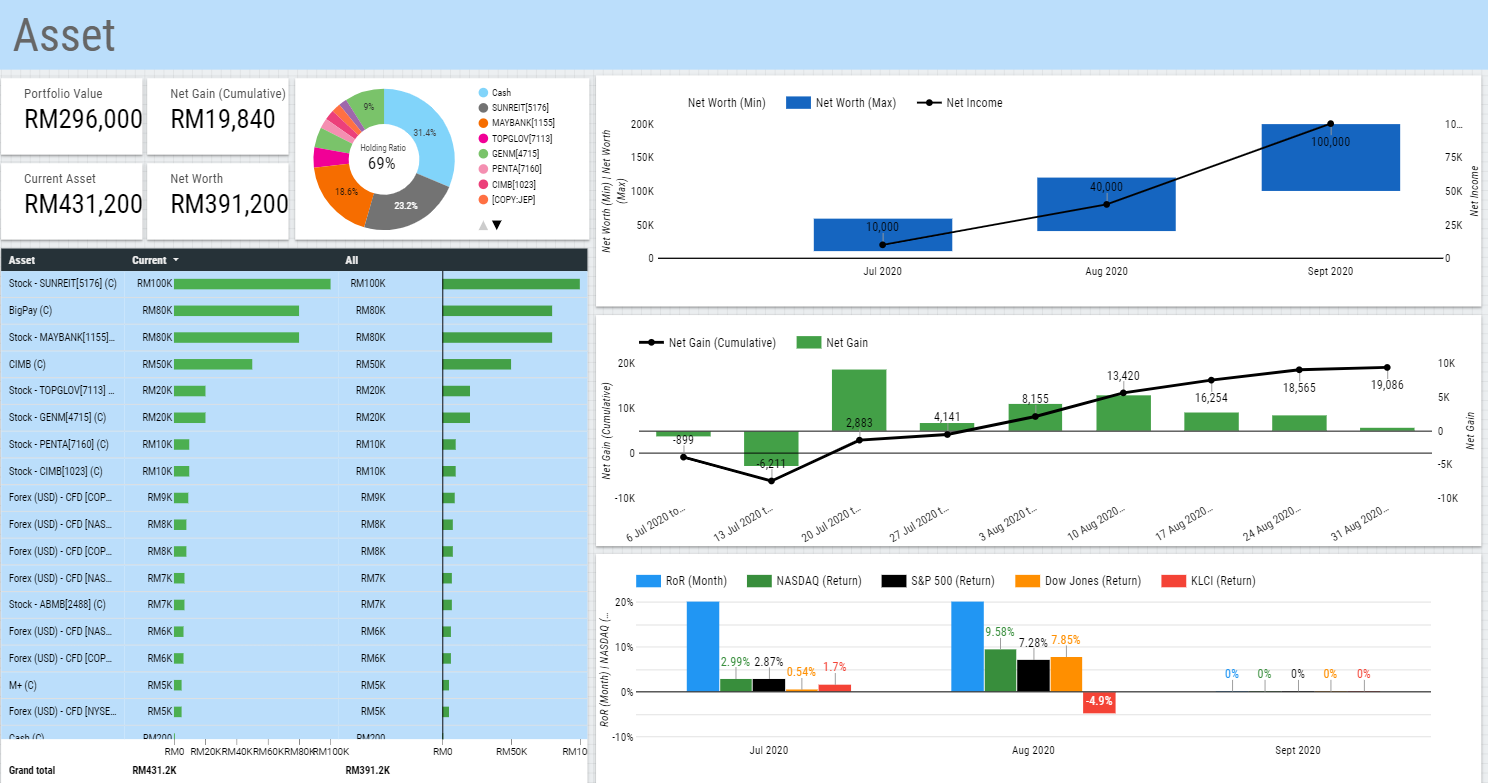 Asset
Portfolio Value
RM296,000
Net Gain (Cumulative)
RM19,840
Current Asset
RM431,200
Net Worth
RM391,200
9%
31.4%
23.2%
18.6%
Holding Ratio
69%
Cash
SUNREIT[5176]
MAYBANK[1155]
TOPGLOV[7113]
GENM[4715]
PENTA[7160]
CIMB[1023]
[COPY:JEP]
Asset Current All
Stock - SUNREIT[5176] (C) RM100K RM100K
BigPay (C) RM80K RM80K
Stock - MAYBANK[1155]... RM80K RM80K
CIMB (C) RM50K RM50K
Stock - TOPGLOV[7113] ... RM20K RM20K
Stock - GENM[4715] (C) RM20K RM20K
Stock - PENTA[7160] (C) RM10K RM10K
Stock - CIMB[1023] (C) RM10K RM10K
Forex (USD) - CFD [COP... RM9K RM9K
Forex (USD) - CFD [NAS... RM8K RM8K
Forex (USD) - CFD [COP... RM8K RM8K
Forex (USD) - CFD [NAS... RM7K RM7K
Stock - ABMB[2488] (C) RM7K RM7K
Forex (USD) - CFD [NAS... RM6K RM6K
Forex (USD) - CFD [COP... RM6K RM6K
M+ (C) RM5K RM5K
Forex (USD) - CFD [NYSE... RM5K RM5K
Cash (C) RM200 RM200
RM0 RM20K RM40K RM60K RM80K RM100K RM0 RM50K RM10
Grand total RM431.2K RM391.2K
Net Worth (Min) Net Worth (Max) Net Income
Net Worth (Min) | Net Worth (Max)
200K
150K
100K
50K
0
10,000
40,000
100,000
10...
75K
50K
25K
0
Net Income
Jul 2020 Aug 2020 Sept 2020
Net Gain (Cumulative) Net Gain
Net Gain (Cumulative)
20K
10K
0
-10K
-899
-6,211
2,883
4,141
8,155
13,420
16,254
18,565
19,086
10K
5K
0
-5K
-10K
Net Gain
6 Jul 2020 to...
13 Jul 2020 t...
20 Jul 2020 t...
27 Jul 2020 t...
3 Aug 2020 t...
10 Aug 2020...
17 Aug 2020...
24 Aug 2020...
31 Aug 2020...
RoR (Month) NASDAQ (Return) S&P 500 (Return) Dow Jones (Return) KLCI (Return)
RoR (Month) | NASDAQ (...
20%
10%
0%
-10%
2.99% 2.87% 0.54% 1.7%
9.58% 7.28% 7.85% -4.9%
0% 0% 0% 0% 0%
Jul 2020 Aug 2020 Sept 2020